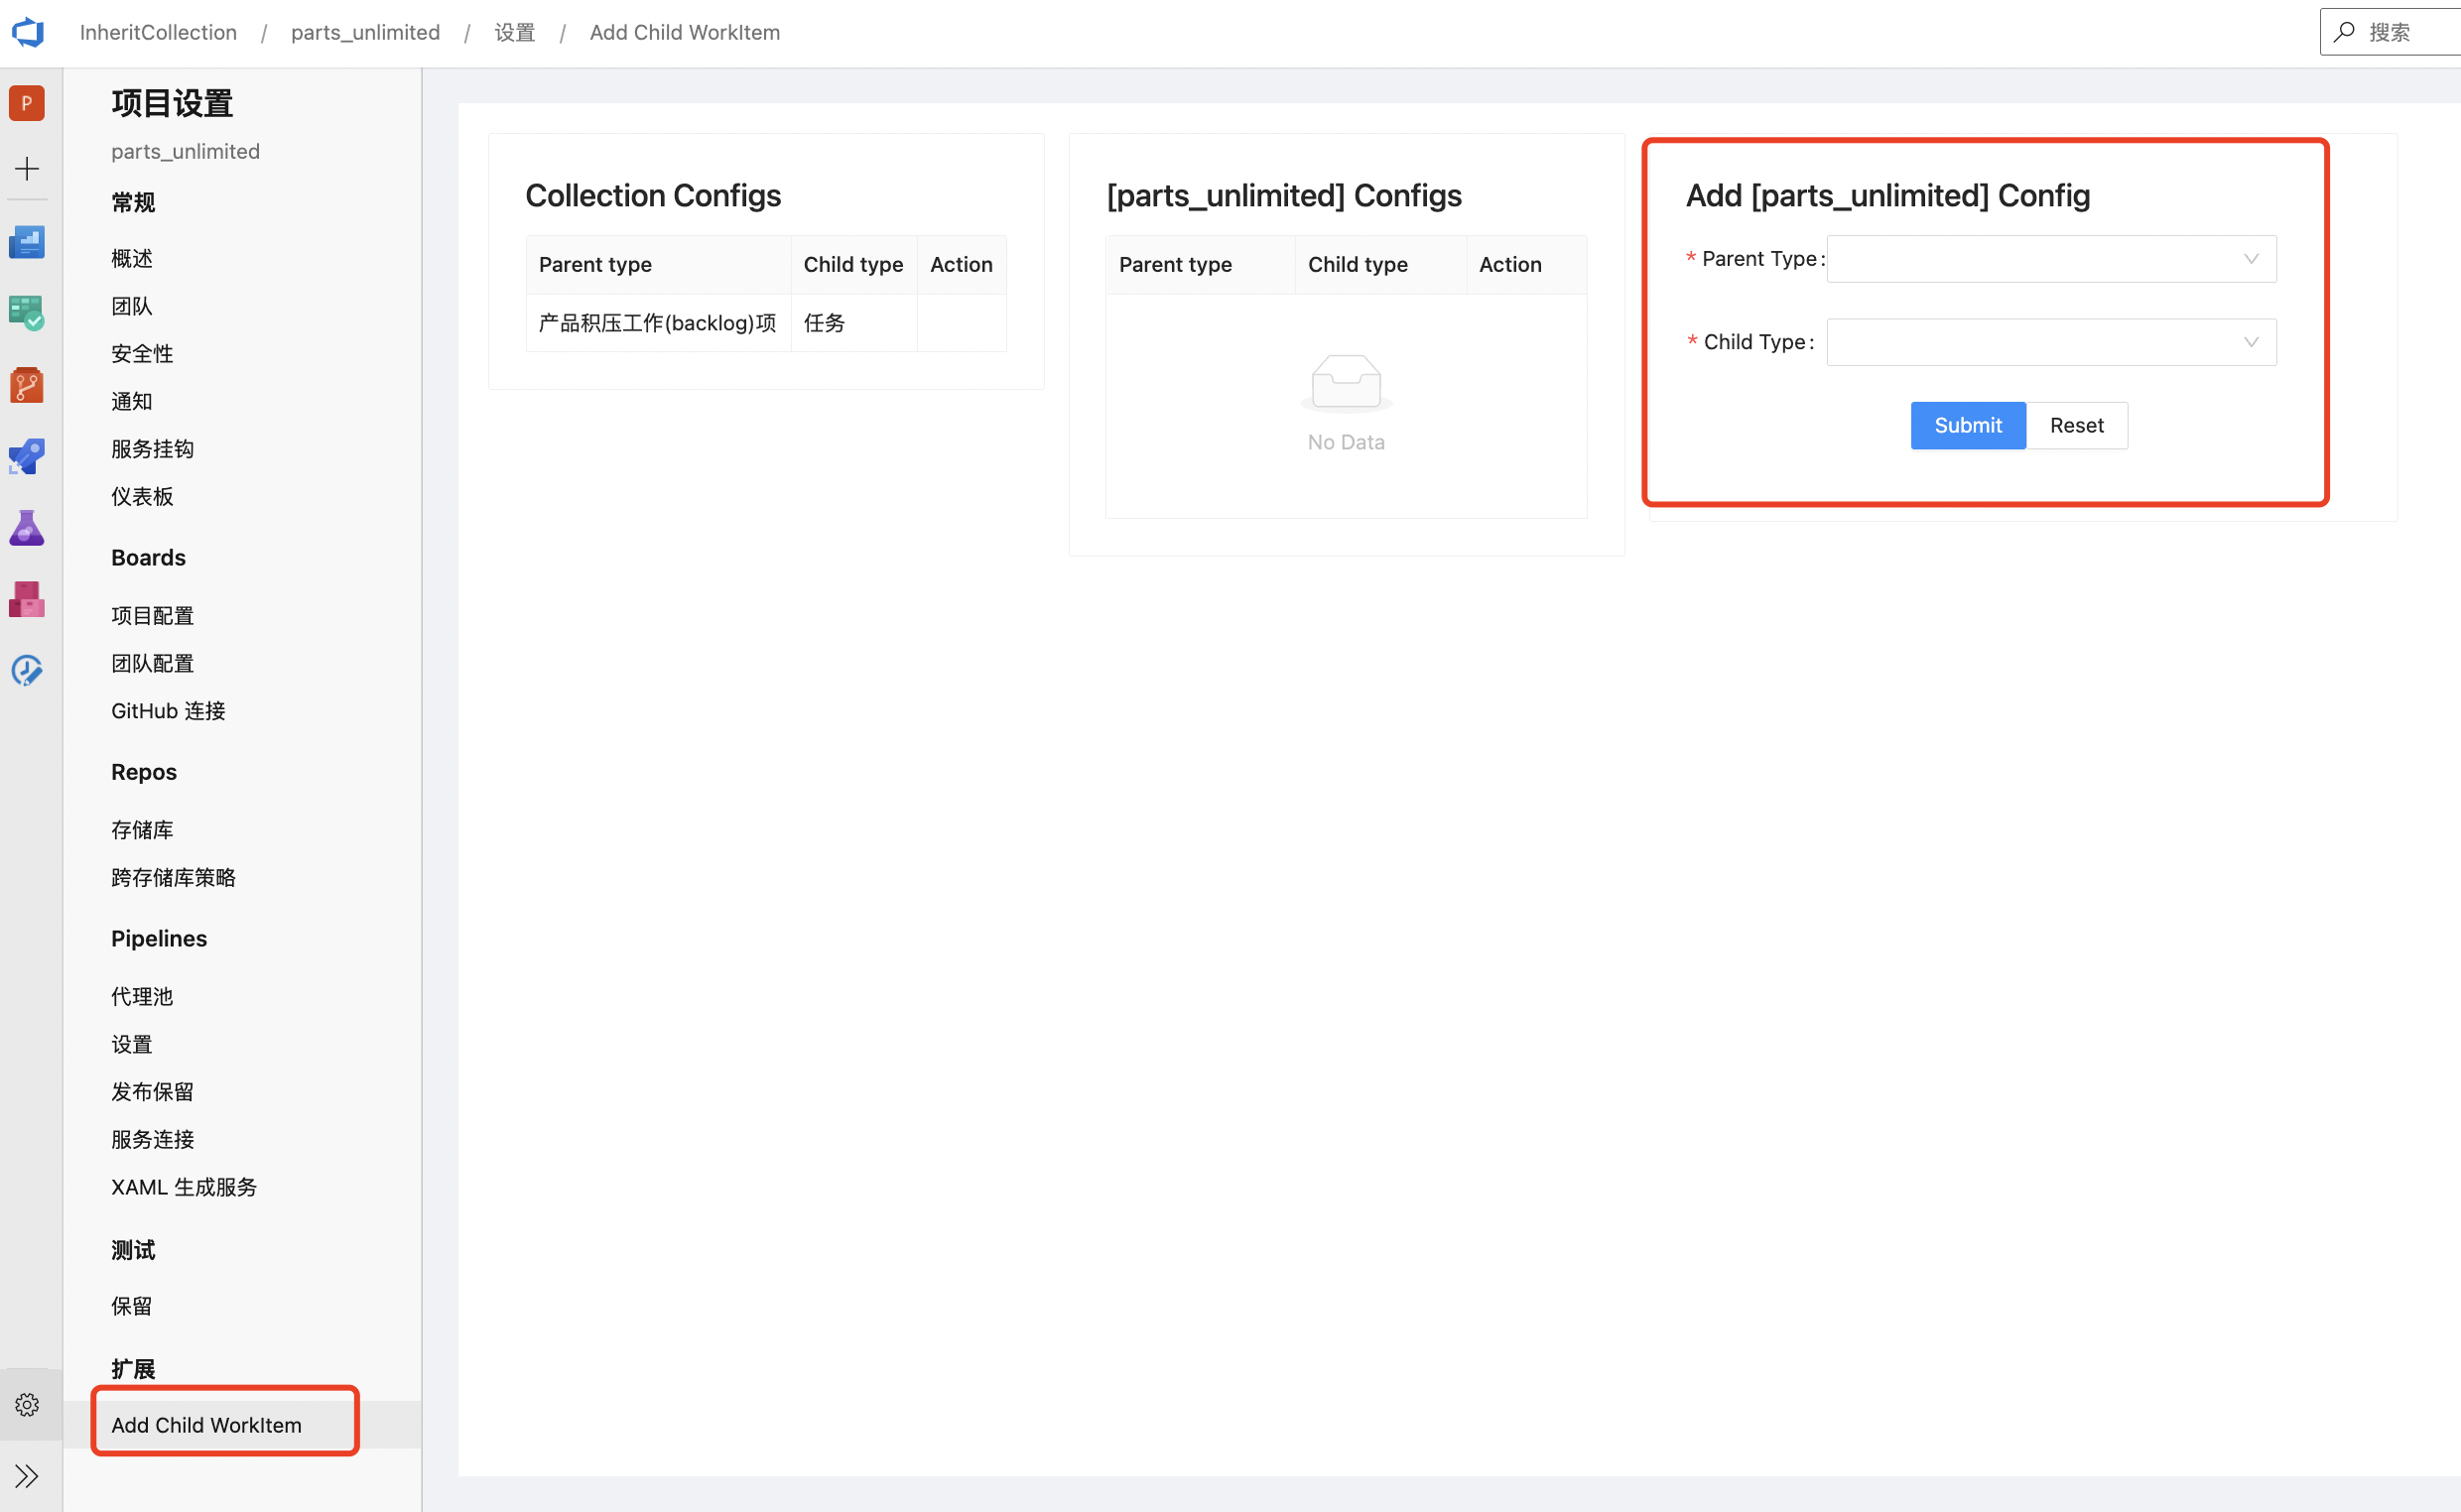 InheritCollection / parts_unlimited / 设置 / Add Child WorkItem
搜索
P
项目设置
parts_unlimited
常规
概述
团队
安全性
通知
服务挂钩
仪表板
Boards
项目配置
团队配置
GitHub 连接
Repos
存储库
跨存储库策略
Pipelines
代理池
设置
发布保留
服务连接
XAML 生成服务
测试
保留
扩展
Add Child WorkItem
Collection Configs
Parent type Child type Action
产品积压工作(backlog)项 任务
[parts_unlimited] Configs
Parent type Child type Action
No Data
Add [parts_unlimited] Config
* Parent Type:
* Child Type:
Submit Reset